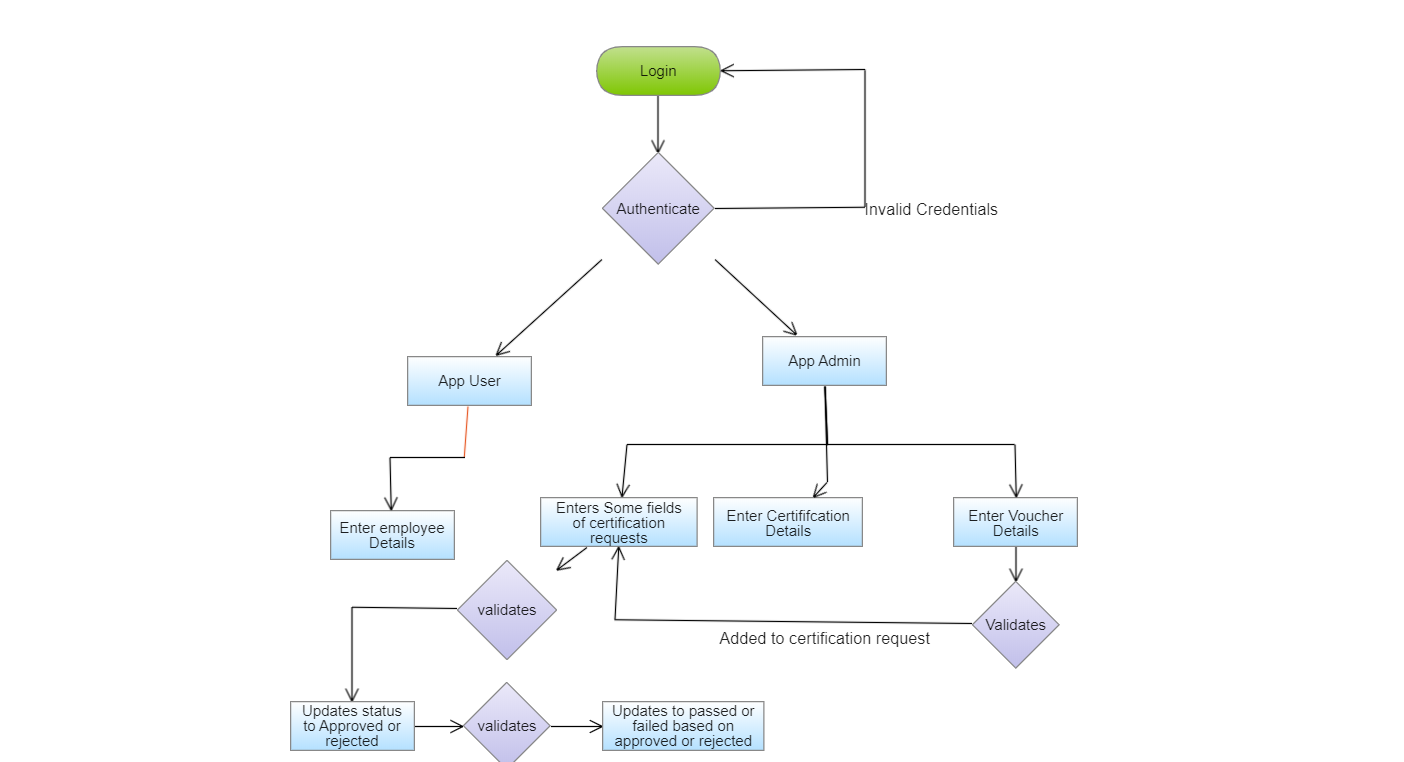 Login
Authenticate
Invalid Credentials
App User
App Admin
Enter employee
Details
Enters Some fields
of certification
requests
Enter Certififcation
Details
Enter Voucher
Details
validates
Validates
Added to certification request
Updates status
to Approved or
rejected
validates
Updates to passed or
failed based on
approved or rejected